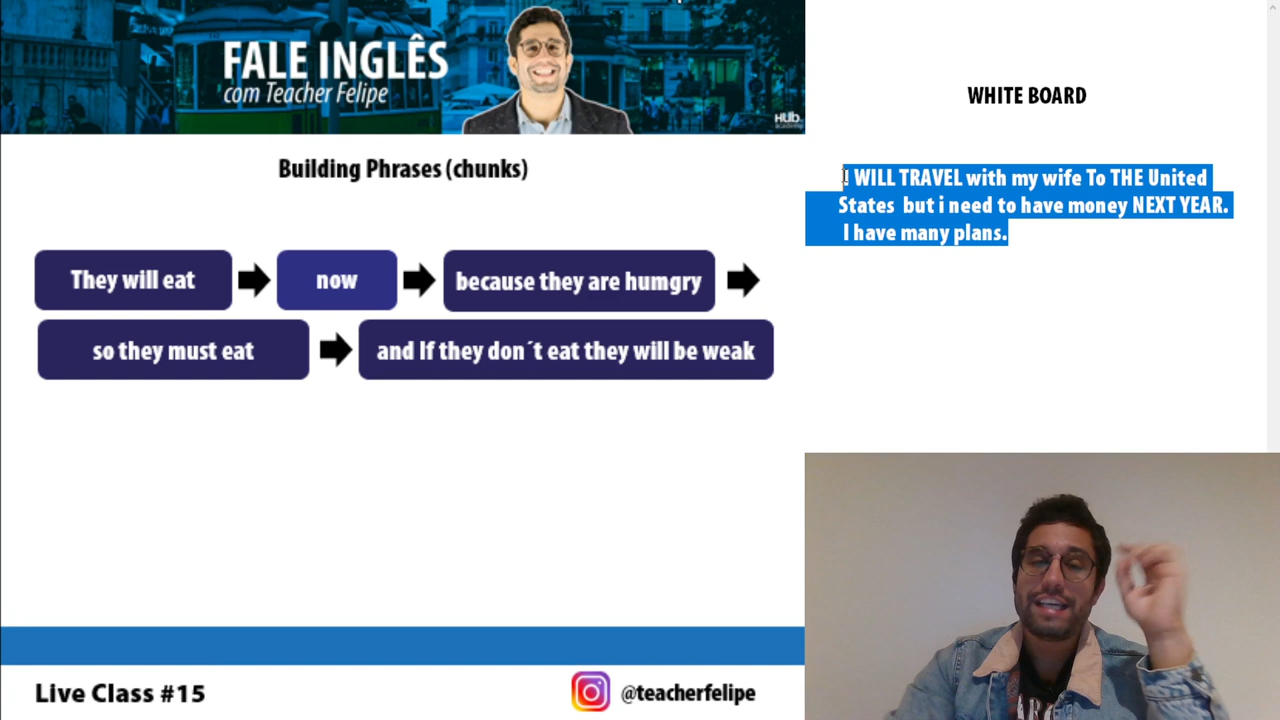 FALE INGLÊS
com Teacher Felipe
HUb
academy
Building Phrases (chunks)
They will eat
now
because they are humgry
so they must eat
and If they don´t eat they will be weak
WHITE BOARD
I WILL TRAVEL with my wife To THE United
States but i need to have money NEXT YEAR.
I have many plans.
Live Class #15
@teacherfelipe